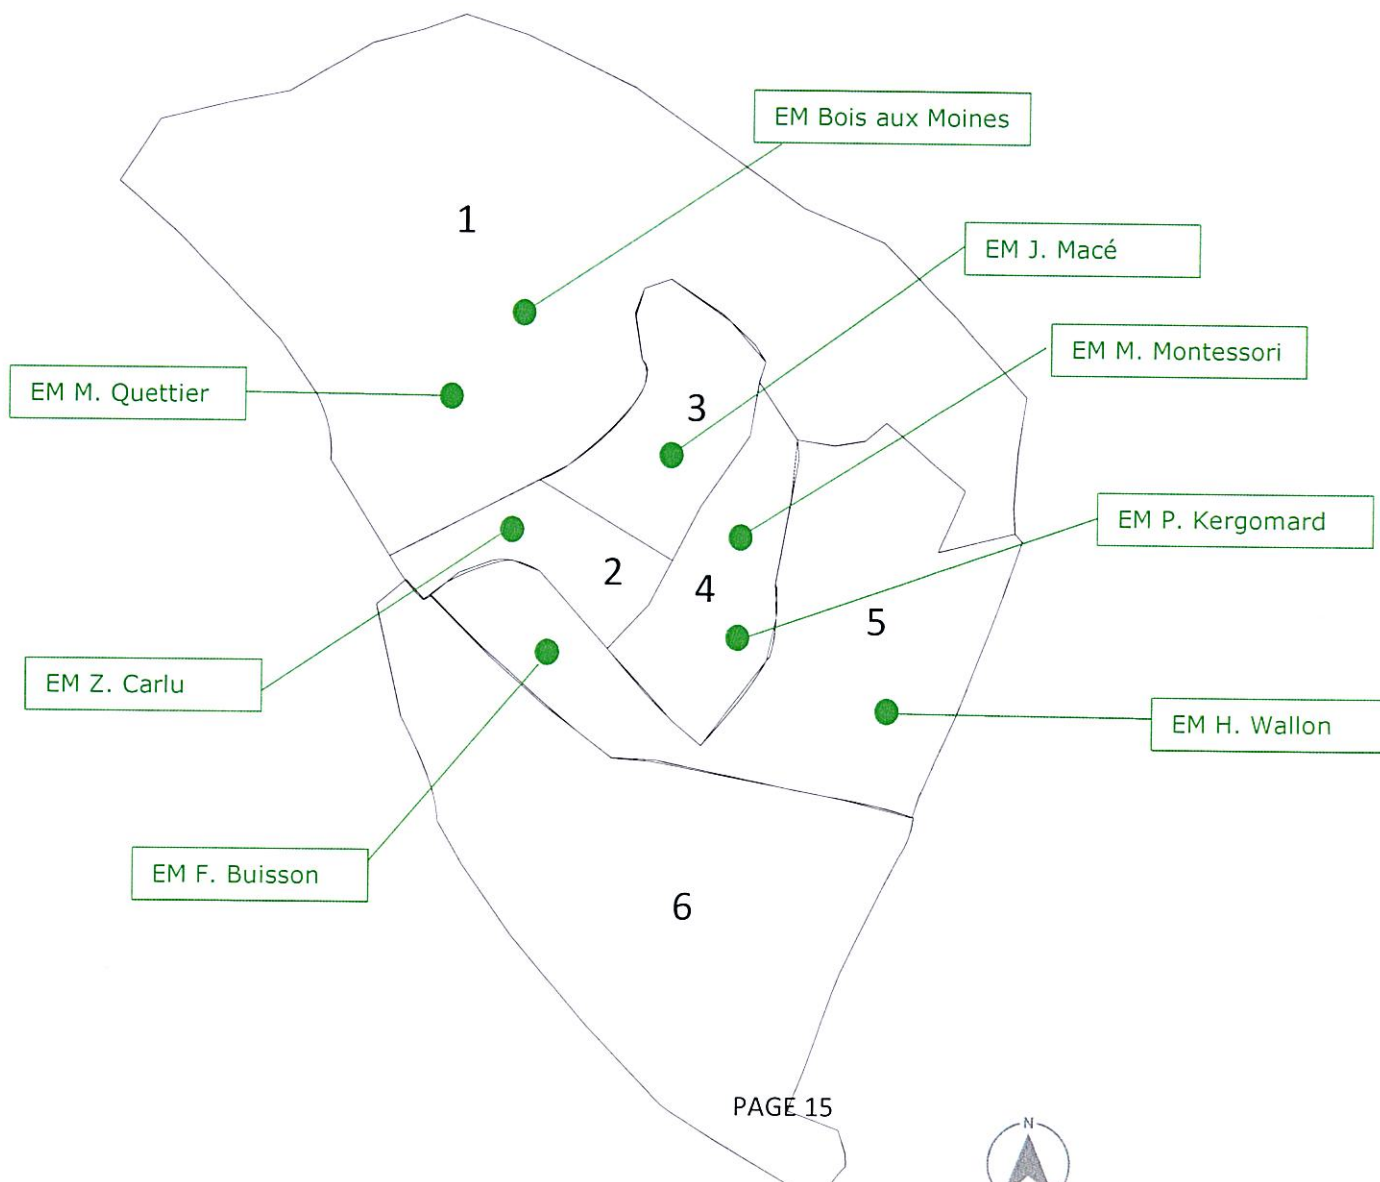 EM Bois aux Moines
1
EM J. Macé
EM M. Montessori
EM M. Quettier
3
EM P. Kergomard
2
4
5
EM Z. Carlu
EM H. Wallon
EM F. Buisson
6
PAGE 15
N